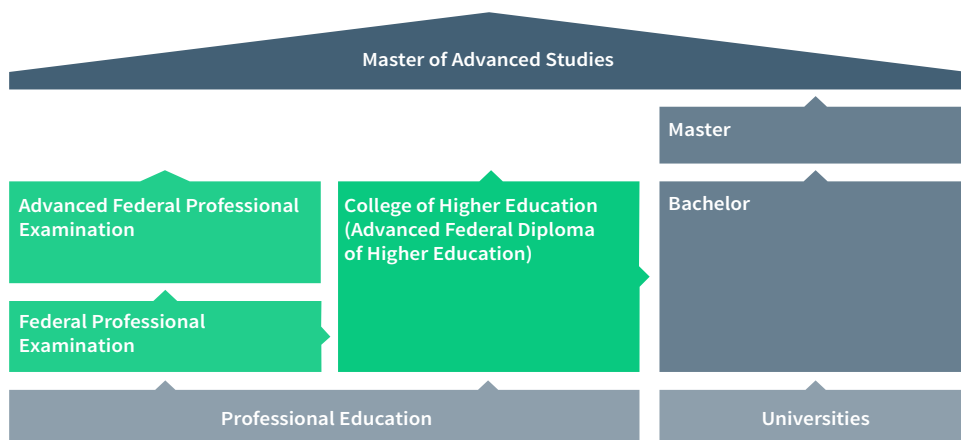 Master of Advanced Studies
Master
Advanced Federal Professional
Examination
College of Higher Education
(Advanced Federal Diploma
of Higher Education)
Bachelor
Federal Professional
Examination
Professional Education
Universities